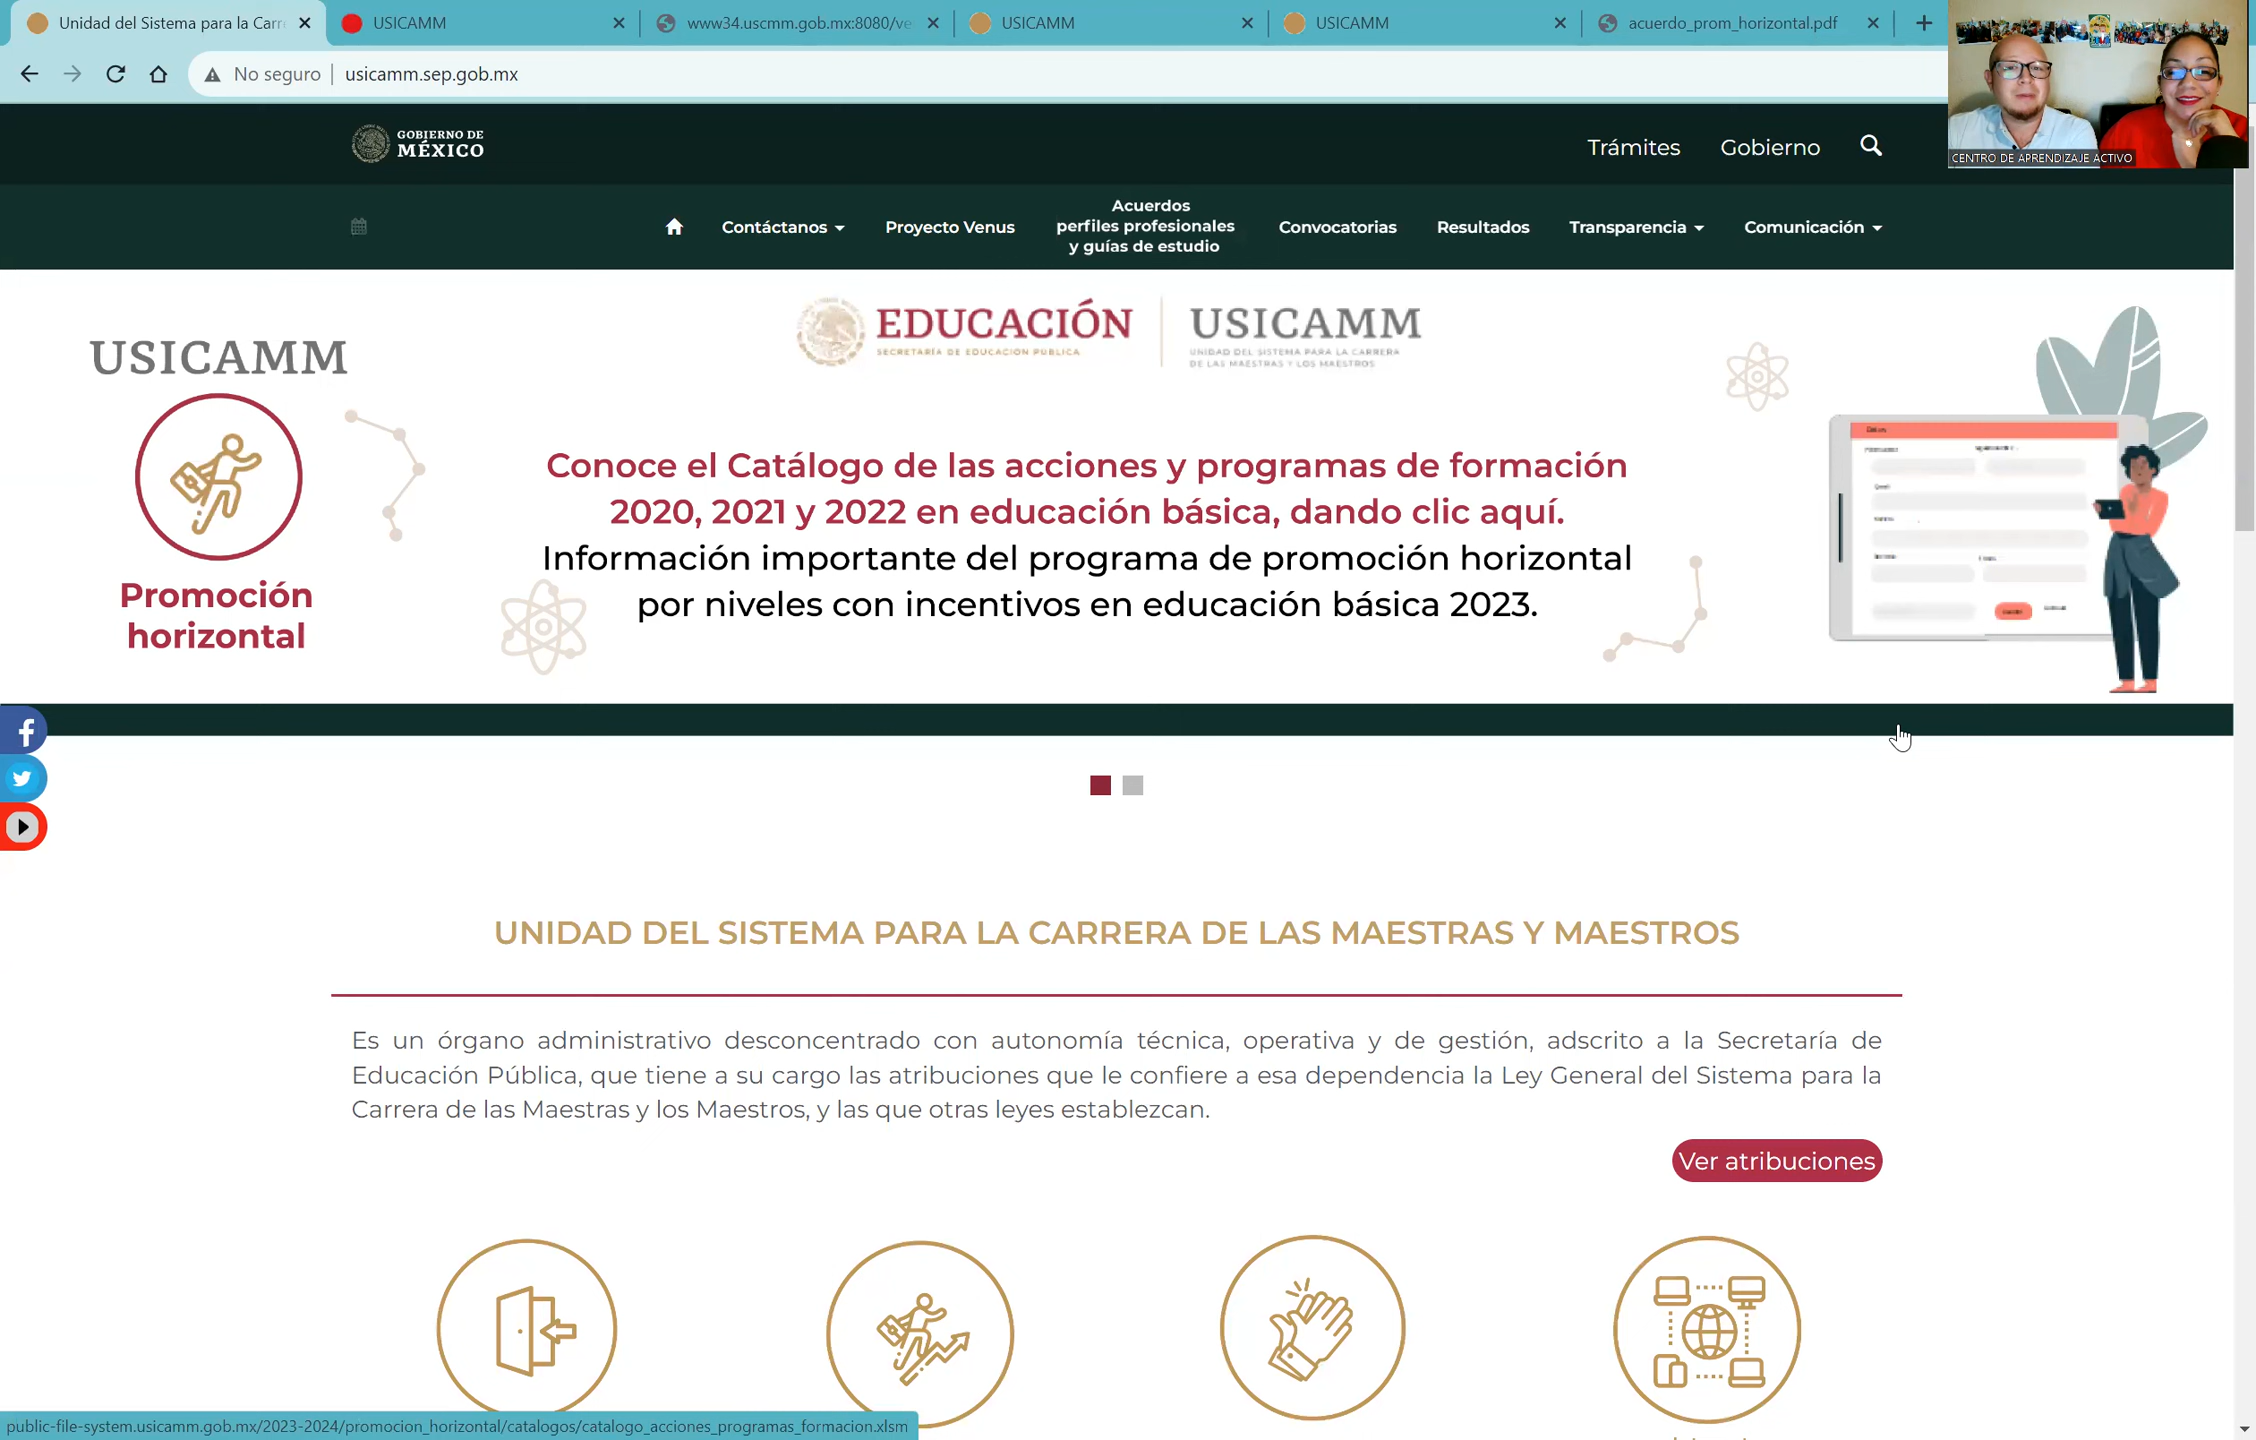 Unidad del Sistema para la Carre
USICAMM
www34.uscmm.gob.mx:8080/ve
USICAMM
USICAMM
acuerdo_prom_horizontal.pdf
No seguro
usicamm.sep.gob.mx
CENTRO DE APRENDIZAJE ACTIVO
GOBIERNO DE
MÉXICO
Trámites
Gobierno
Contáctanos
Proyecto Venus
Acuerdos
perfiles profesionales
y guías de estudio
Convocatorias
Resultados
Transparencia
Comunicación
EDUCACIÓN
SECRETARÍA DE EDUCACIÓN PÚBLICA
USICAMM
UNIDAD DEL SISTEMA PARA LA CARRERA
DE LAS MAESTRAS Y LOS MAESTROS
USICAMM
Promoción
horizontal
Conoce el Catálogo de las acciones y programas de formación
2020, 2021 y 2022 en educación básica, dando clic aquí.
Información importante del programa de promoción horizontal
por niveles con incentivos en educación básica 2023.
UNIDAD DEL SISTEMA PARA LA CARRERA DE LAS MAESTRAS Y MAESTROS
Es un órgano administrativo desconcentrado con autonomía técnica, operativa y de gestión, adscrito a la Secretaría de
Educación Pública, que tiene a su cargo las atribuciones que le confiere a esa dependencia la Ley General del Sistema para la
Carrera de las Maestras y los Maestros, y las que otras leyes establezcan.
Ver atribuciones
public-file-system.usicamm.gob.mx/2023-2024/promocion_horizontal/catalogos/catalogo_acciones_programas_formacion.xlsm